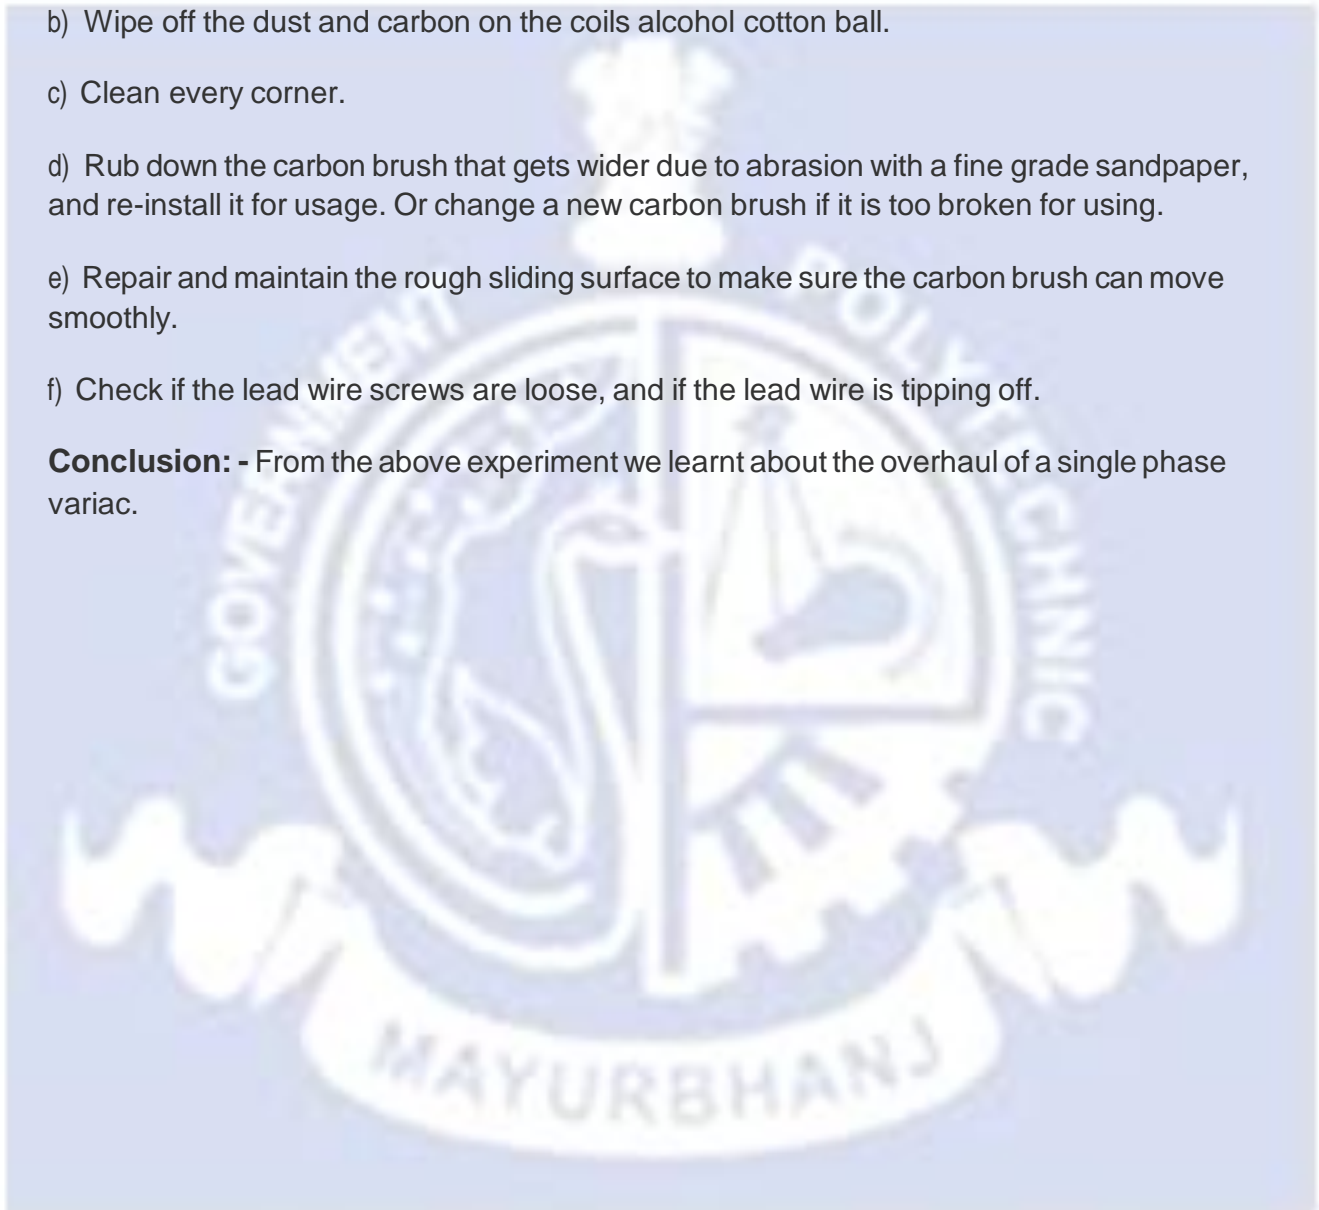 b) Wipe off the dust and carbon on the coils alcohol cotton ball.
c) Clean every corner.
d) Rub down the carbon brush that gets wider due to abrasion with a fine grade sandpaper,
and re-install it for usage. Or change a new carbon brush if it is too broken for using.
e) Repair and maintain the rough sliding surface to make sure the carbon brush can move
smoothly.
f) Check if the lead wire screws are loose, and if the lead wire is tipping off.
Conclusion: - From the above experiment we learnt about the overhaul of a single phase
variac.
GOVERNMENT POLYTECHNIC
MAYURBHANJ